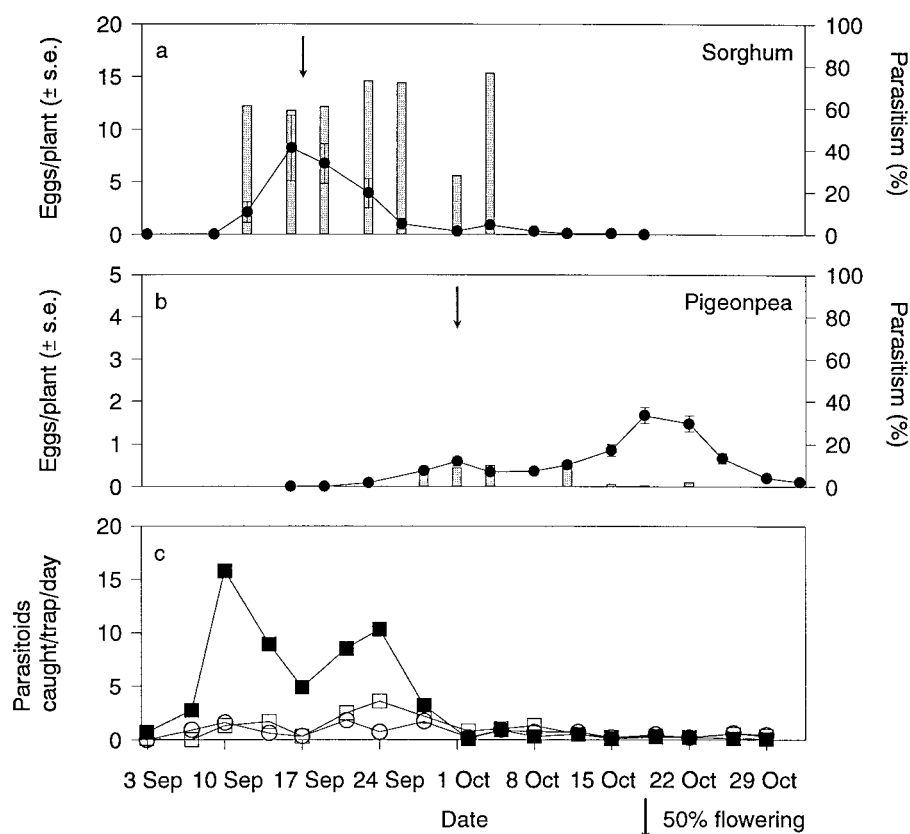 a
Sorghum
Eggs/plant (± s.e.)
20
15
10
5
0
Parasitism (%)
100
80
60
40
20
0
b
Pigeonpea
Eggs/plant (± s.e.)
5
4
3
2
1
0
Parasitism (%)
100
80
60
40
20
0
c
Parasitoids
caught/trap/day
20
15
10
5
0
3 Sep 10 Sep 17 Sep 24 Sep 1 Oct 8 Oct 15 Oct 22 Oct 29 Oct
Date
50% flowering